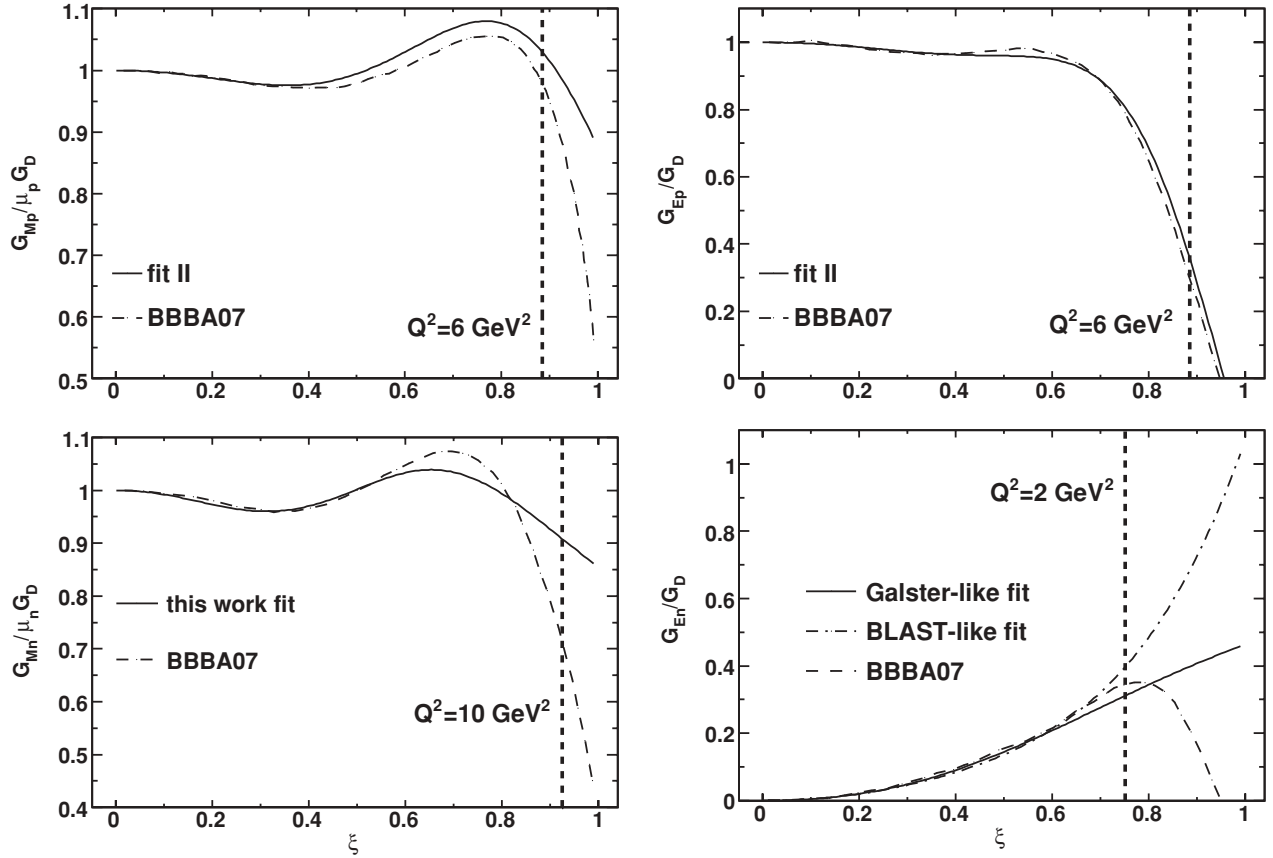 1.1
1
0.9
0.8
0.7
0.6
0.5
G_Mp/μ_pG_D
fit II
BBBA07
Q²=6 GeV²
0 0.2 0.4 0.6 0.8 1
1
0.8
0.6
0.4
0.2
0
G_Ep/G_D
fit II
BBBA07
Q²=6 GeV²
0 0.2 0.4 0.6 0.8 1
1.1
1
0.9
0.8
0.7
0.6
0.5
0.4
G_Mn/μ_nG_D
this work fit
BBBA07
Q²=10 GeV²
0 0.2 0.4 0.6 0.8 1
ξ
1
0.8
0.6
0.4
0.2
0
G_En/G_D
Q²=2 GeV²
Galster-like fit
BLAST-like fit
BBBA07
0 0.2 0.4 0.6 0.8 1
ξ